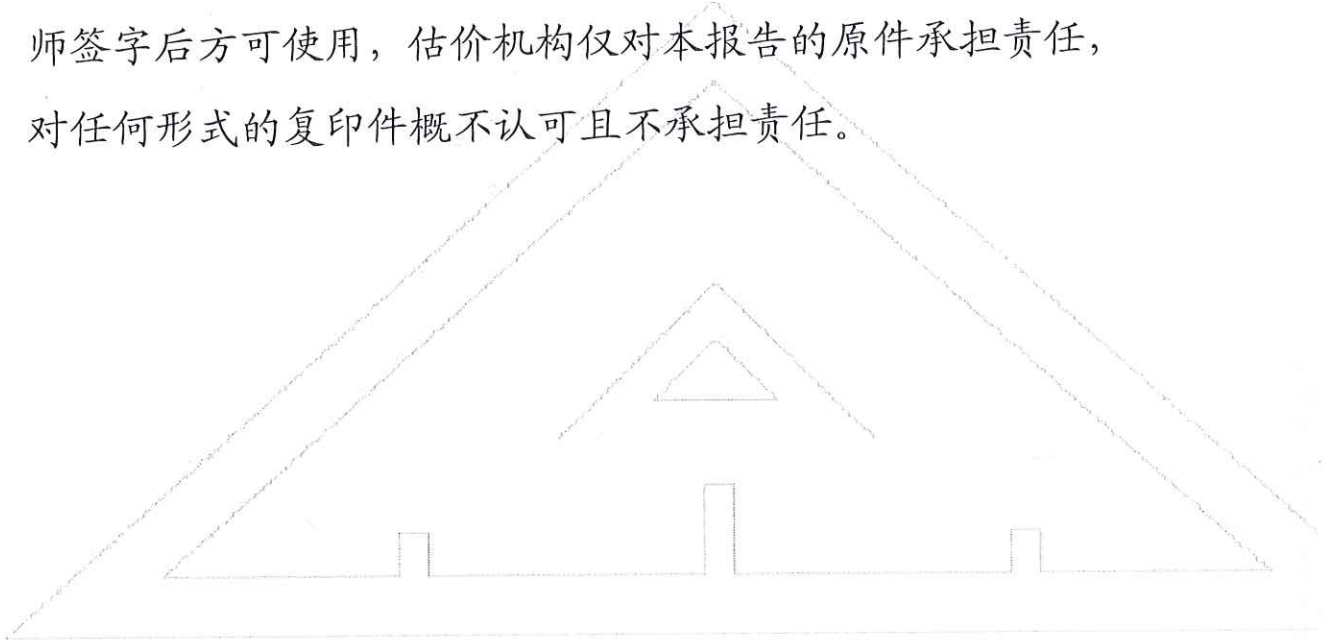 师签字后方可使用，估价机构仅对本报告的原件承担责任，
对任何形式的复印件概不认可且不承担责任。